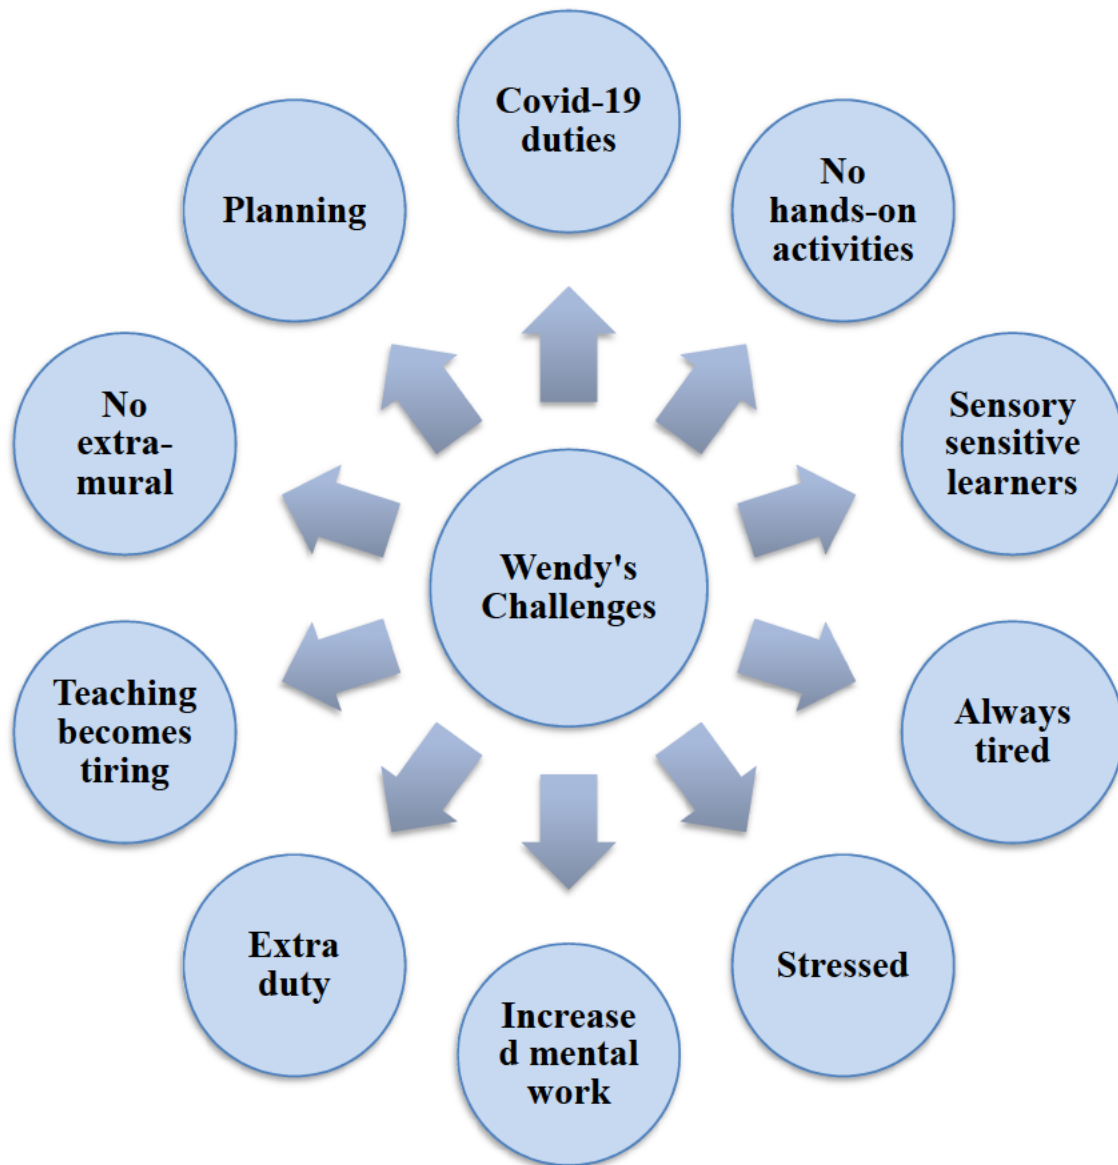 Covid-19
duties
No
hands-on
activities
Sensory
sensitive
learners
Always
tired
Stressed
Increase
d mental
work
Extra
duty
Teaching
becomes
tiring
No
extra-
mural
Planning
Wendy's
Challenges